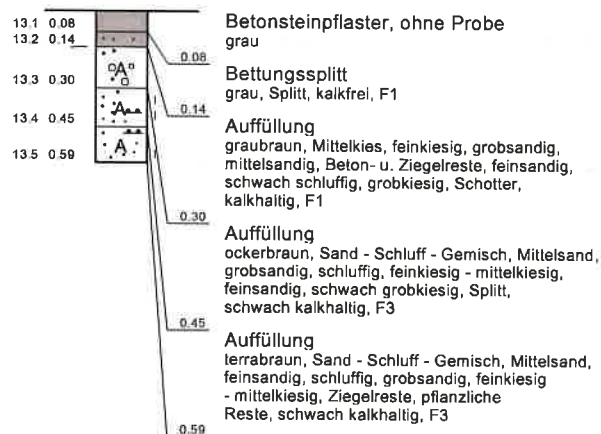 13.1 0.08
13.2 0.14
13.3 0.30
13.4 0.45
13.5 0.59
A
A
A
0.08
0.14
0.30
0.45
0.59
Betonsteinpflaster, ohne Probe
grau
Bettungssplitt
grau, Splitt, kalkfrei, F1
Auffüllung
graubraun, Mittelkies, feinkiesig, grobsandig,
mittelsandig, Beton- u. Ziegelreste, feinsandig,
schwach schluffig, grobkiesig, Schotter,
kalkhaltig, F1
Auffüllung
ockerbraun, Sand - Schluff - Gemisch, Mittelsand,
grobsandig, schluffig, feinkiesig - mittelkiesig,
feinsandig, schwach grobkiesig, Splitt,
schwach kalkhaltig, F3
Auffüllung
terrabraun, Sand - Schluff - Gemisch, Mittelsand,
feinsandig, schluffig, grobsandig, feinkiesig
- mittelkiesig, Ziegelreste, pflanzliche
Reste, schwach kalkhaltig, F3